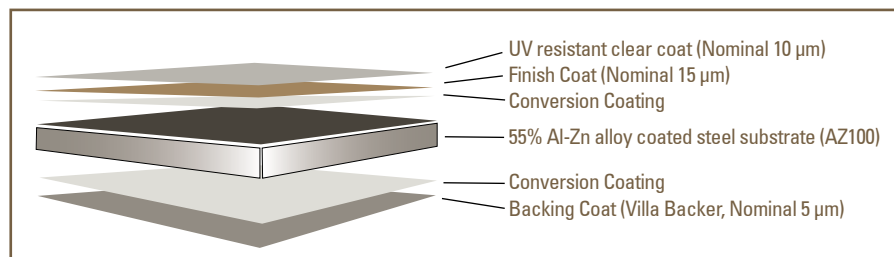 UV resistant clear coat (Nominal 10 µm)
Finish Coat (Nominal 15 µm)
Conversion Coating
55% Al-Zn alloy coated steel substrate (AZ100)
Conversion Coating
Backing Coat (Villa Backer, Nominal 5 µm)